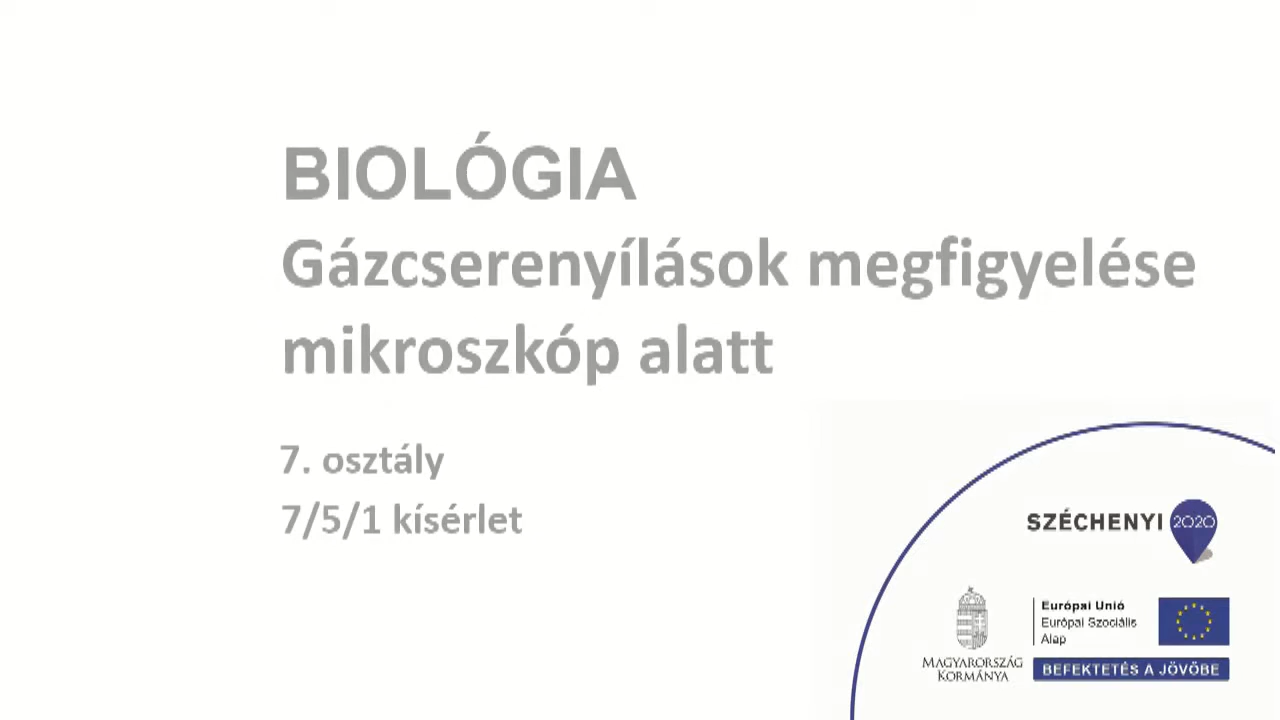 BIOLÓGIA
Gázcserenyílások megfigyelése
mikroszkóp alatt
7. osztály
7/5/1 kísérlet
SZÉCHENYI 2020
Európai Unió
Európai Szociális
Alap
MAGYARORSZÁG
KORMÁNYA
BEFEKTETÉS A JÖVŐBE